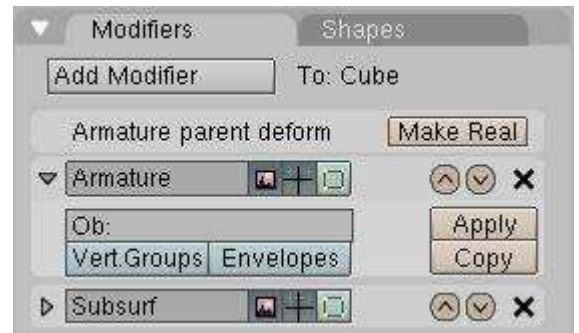 Modifiers Shapes
Add Modifier To: Cube
Armature parent deform Make Real
Armature
Ob: Apply
Vert.Groups Envelopes Copy
Subsurf